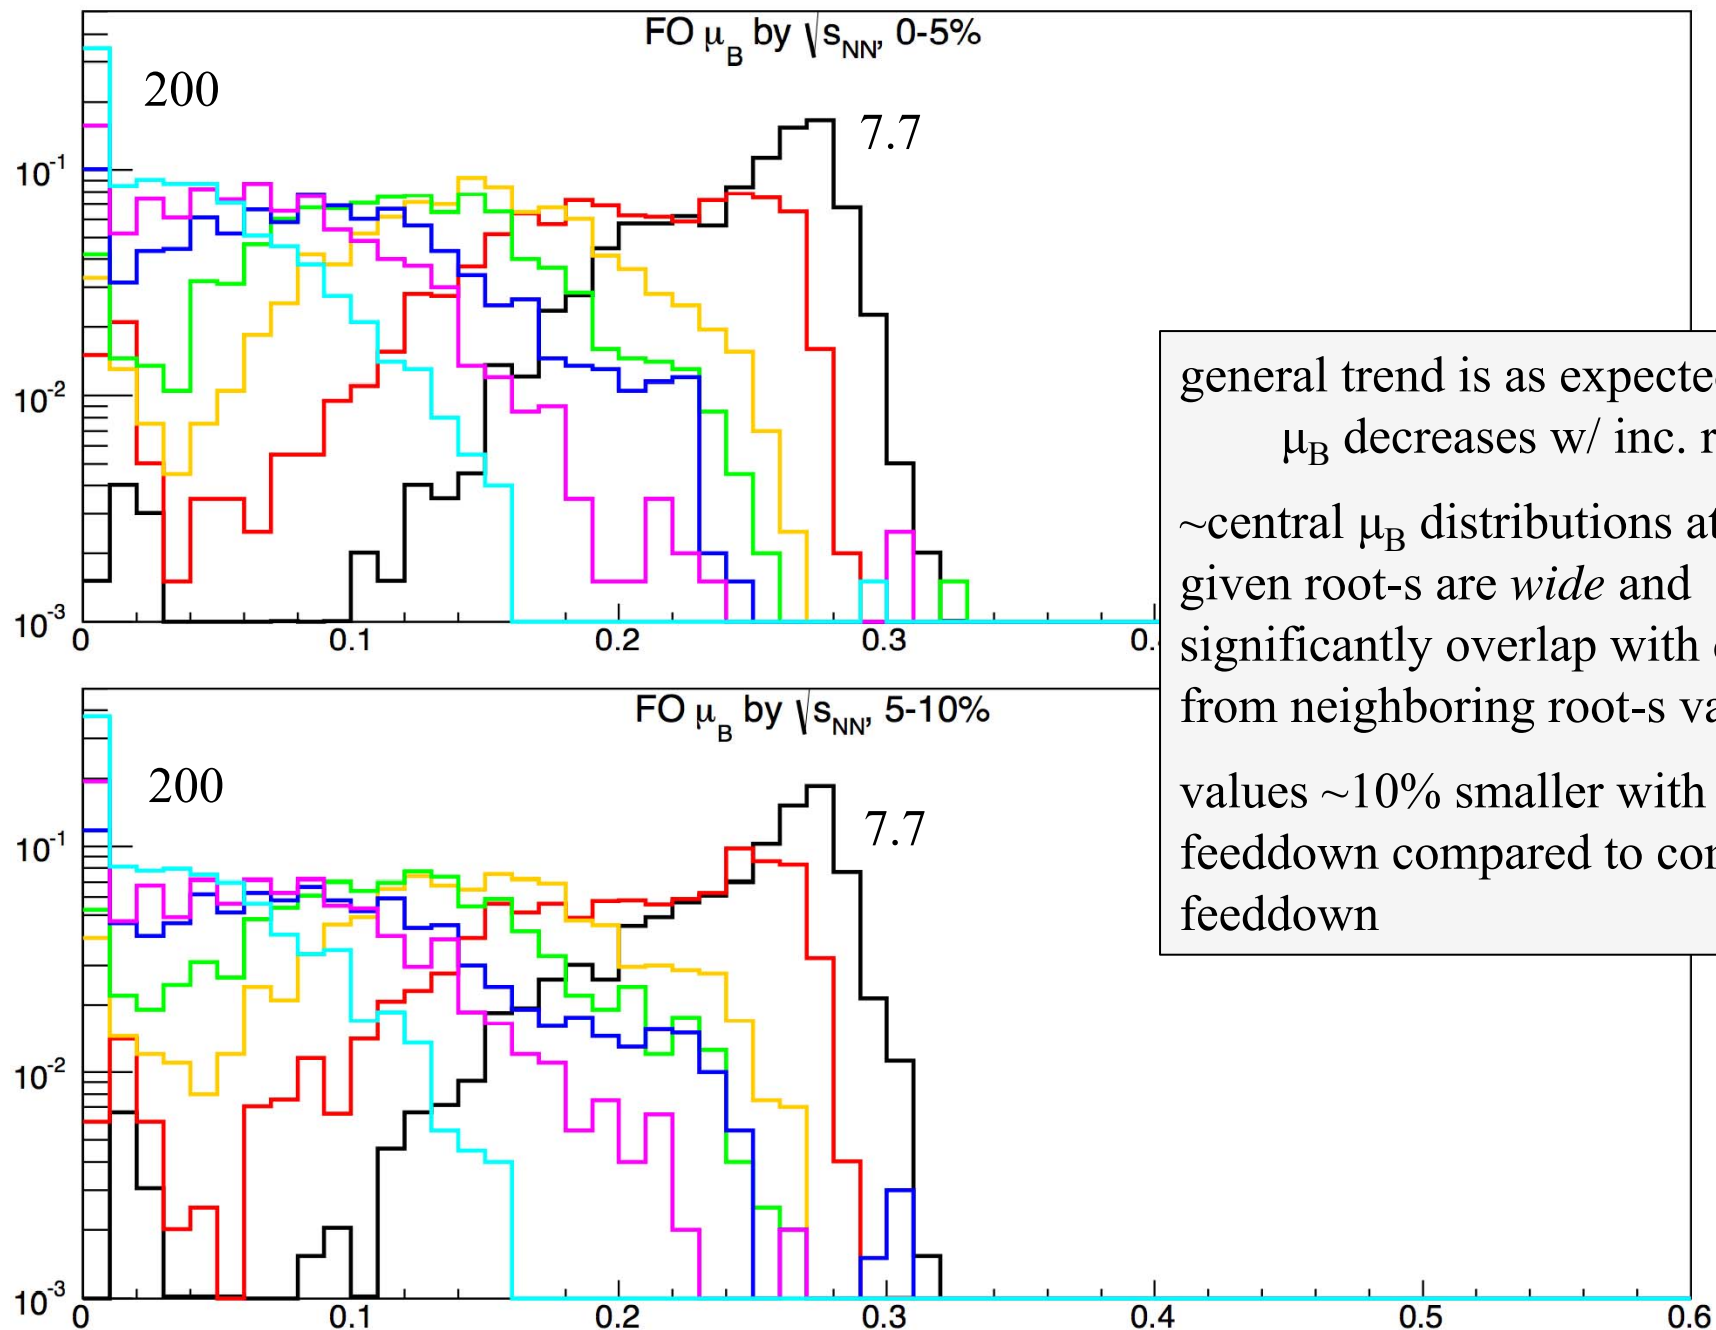 FO μB by √sNN, 0-5%
200
7.7
10-1
10-2
10-3
0 0.1 0.2 0.3
general trend is as
μB decreases w/ inc.
~central μB distributions
given root-s are wide and
significantly overlap with
from neighboring root-s
values ~10% smaller with
feeddown compared to
feeddown
FO μB by √sNN, 5-10%
200
7.7
10-1
10-2
10-3
0 0.1 0.2 0.3 0.4 0.5 0.6